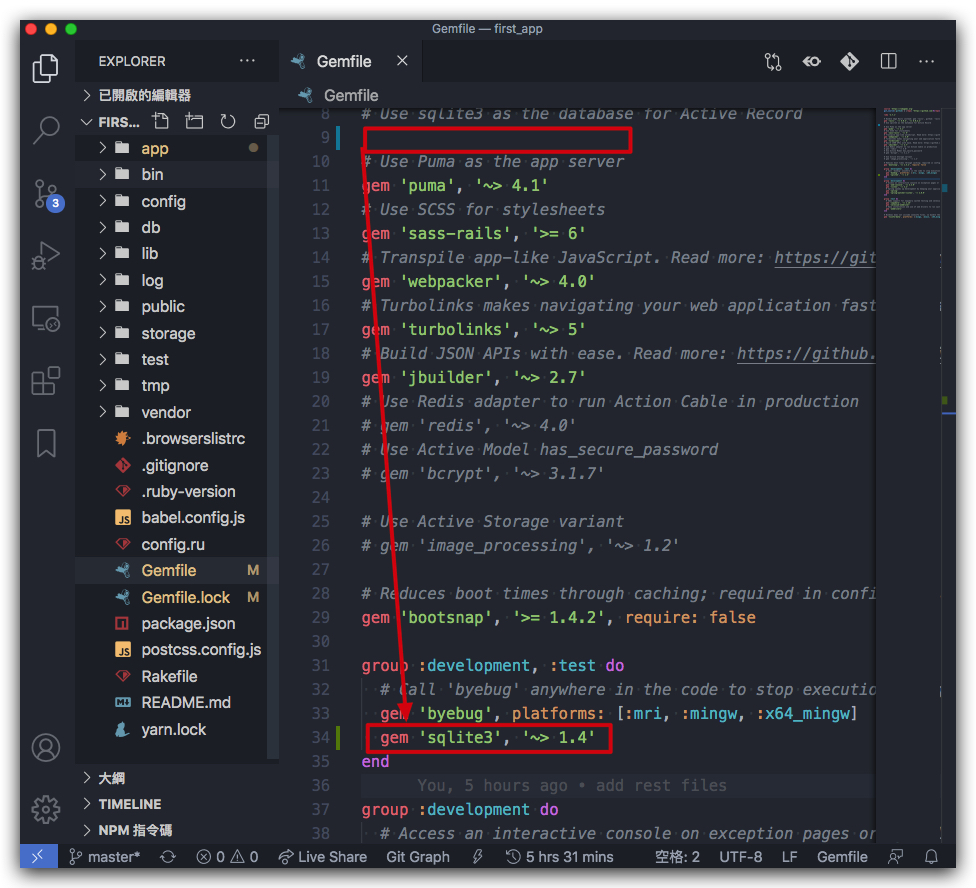 Gemfile — first_app
EXPLORER
···
Gemfile
已開啟的編輯器
Gemfile
FIRS...
8 # Use sqlite3 as the database for Active Record
app
9
bin
10 # Use Puma as the app server
config
11 gem 'puma', '~> 4.1'
db
12 # Use SCSS for stylesheets
3
13 gem 'sass-rails', '>= 6'
lib
14 # Transpile app-like JavaScript. Read more: https://git
log
15 gem 'webpacker', '~> 4.0'
public
16 # Turbolinks makes navigating your web application fast
storage
17 gem 'turbolinks', '~> 5'
test
18 # Build JSON APIs with ease. Read more: https://github.
tmp
19 gem 'jbuilder', '~> 2.7'
vendor
20 # Use Redis adapter to run Action Cable in production
.browserslistrc
21 # gem 'redis', '~> 4.0'
.gitignore
22 # Use Active Model has_secure_password
.ruby-version
23 # gem 'bcrypt', '~> 3.1.7'
babel.config.js
24
config.ru
25 # Use Active Storage variant
Gemfile M
26 # gem 'image_processing', '~> 1.2'
Gemfile.lock M
27
package.json
28 # Reduces boot times through caching; required in confi
postcss.config.js
29 gem 'bootsnap', '>= 1.4.2', require: false
Rakefile
30
README.md
31 group :development, :test do
yarn.lock
32 # Call 'byebug' anywhere in the code to stop executio
33 gem 'byebug', platforms: [:mri, :mingw, :x64_mingw]
34 gem 'sqlite3', '~> 1.4'
35 end
大綱
36 You, 5 hours ago • add rest files
TIMELINE
37 group :development do
NPM 指令碼
38 # Access an interactive console on exception pages or
master* 0 0 Live Share Git Graph 5 hrs 31 mins 空格: 2 UTF-8 LF Gemfile